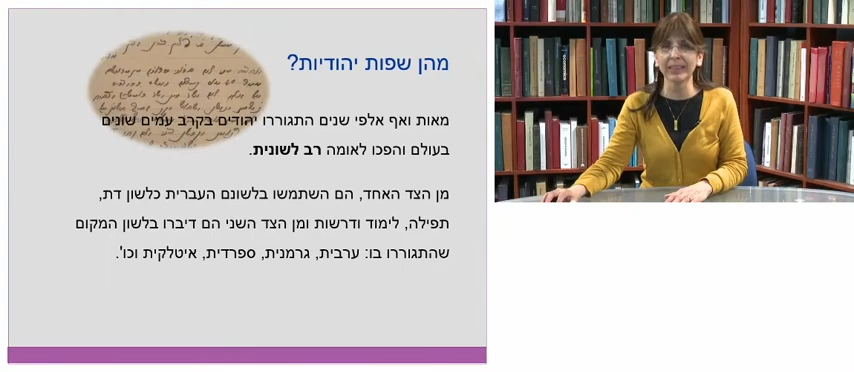 מהן שפות יהודיות?
מאות ואף אלפי שנים התגוררו יהודים בקרב עמים שונים
בעולם והפכו לאומה רב לשונית.
מן הצד האחד, הם השתמשו בלשונם העברית כלשון דת,
תפילה, לימוד ודרשות ומן הצד השני הם דיברו בלשון המקום
שהתגוררו בו: ערבית, גרמנית, ספרדית, איטלקית וכו'.